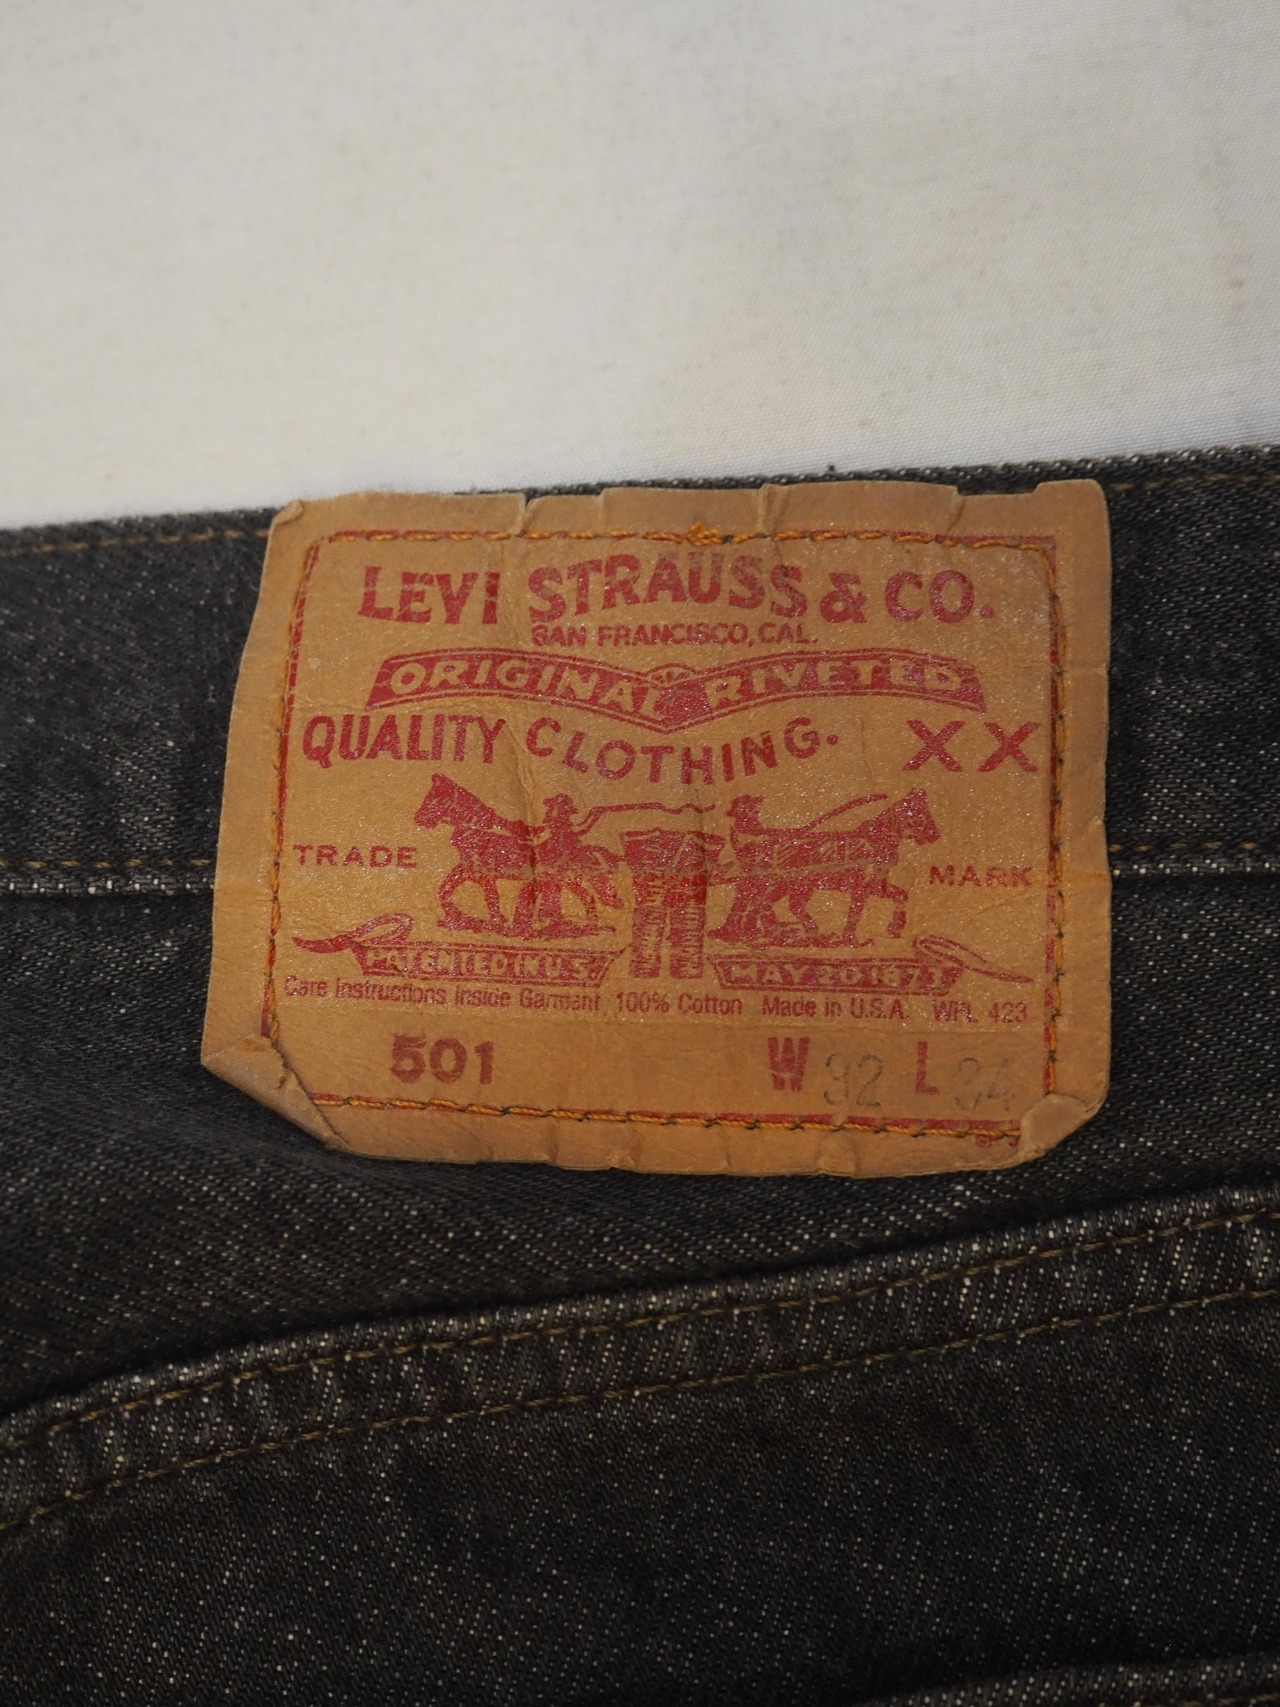 LEVI STRAUSS & CO.
SAN FRANCISCO, CAL.
ORIGINAL RIVETED
QUALITY CLOTHING. XX
TRADE MARK
PATENTED IN U.S. MAY 20 1873
Care Instructions Inside Garment 100% Cotton Made in U.S.A. WPL 423
501 W 32 L 34